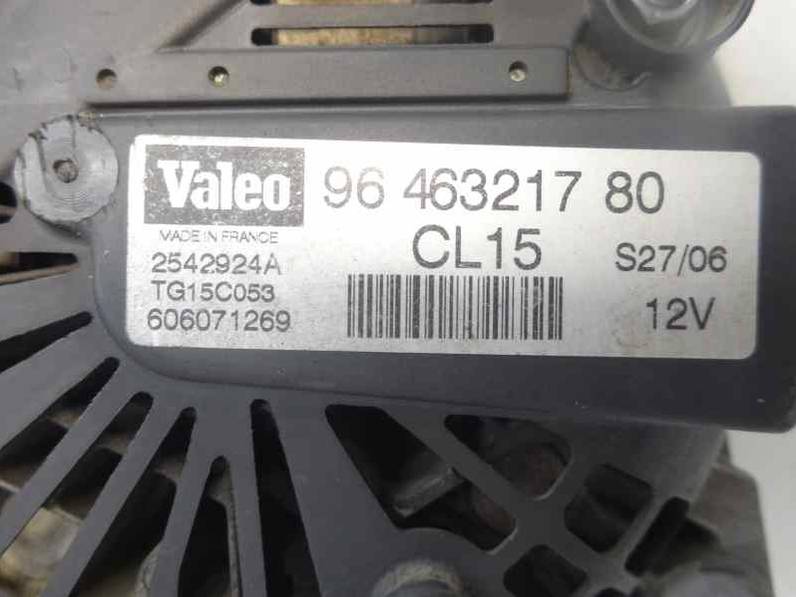 Valeo 96 463217 80
MADE IN FRANCE
CL15 S27/06
2542924A
TG15C053
606071269 12V